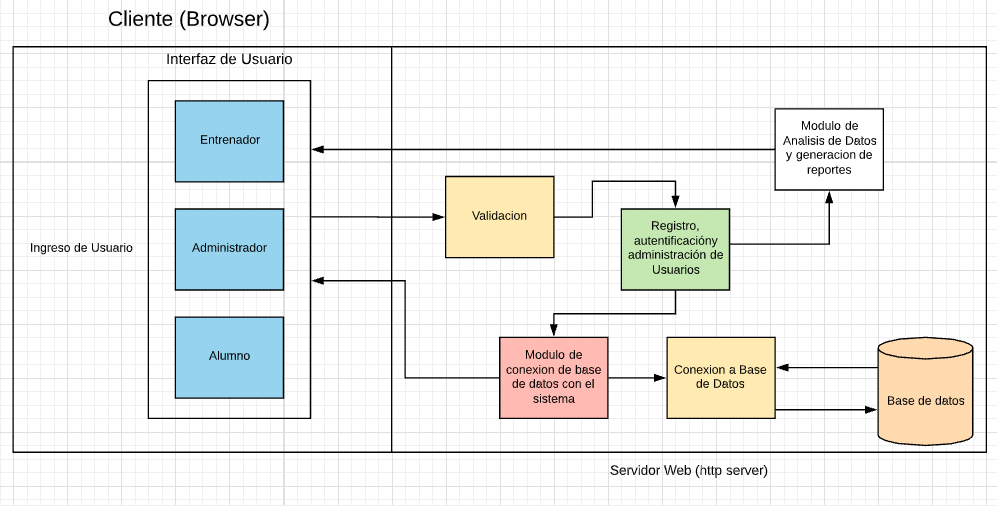 Cliente (Browser)
Interfaz de Usuario
Entrenador
Ingreso de Usuario
Administrador
Alumno
Validacion
Registro,
autentificacióny
administración de
Usuarios
Modulo de
Analisis de Datos
y generacion de
reportes
Modulo de
conexion de base
de datos con el
sistema
Conexion a Base
de Datos
Base de datos
Servidor Web (http server)